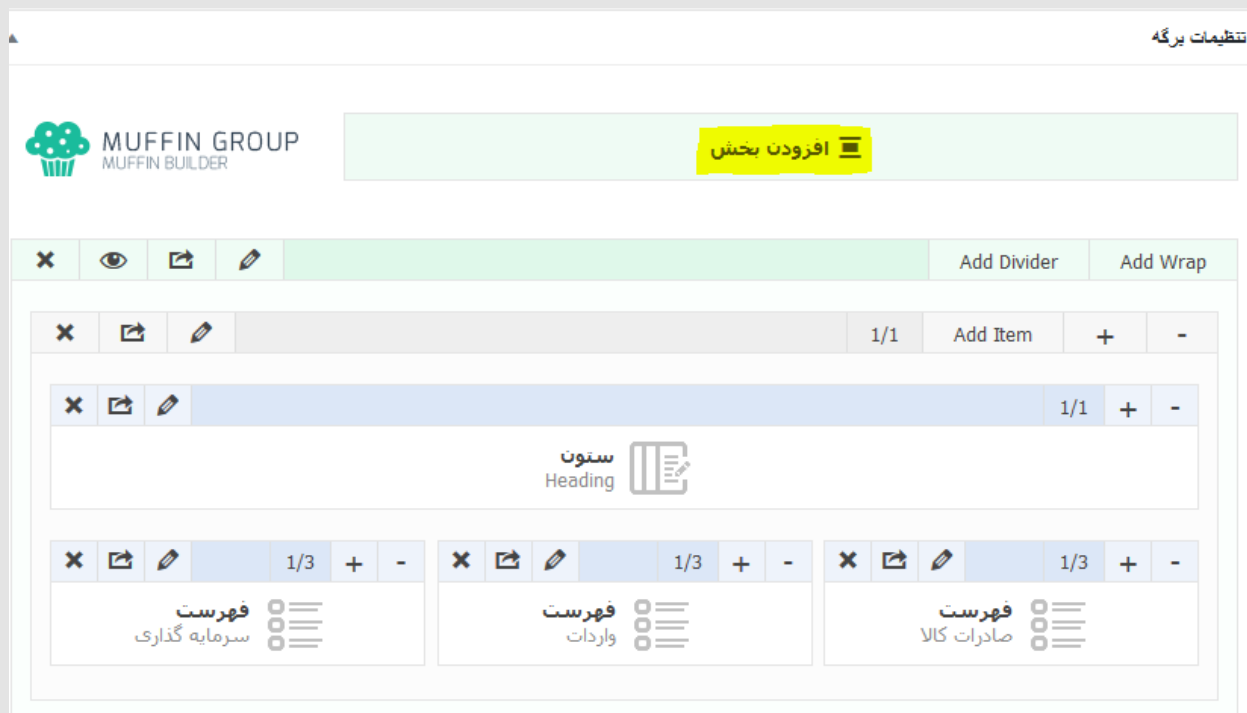 تنظیمات برگه
MUFFIN GROUP
MUFFIN BUILDER
افزودن بخش
Add Divider
Add Wrap
1/1
Add Item
+
-
1/1
+
-
ستون
Heading
1/3
+
-
1/3
+
-
1/3
+
-
فهرست
صادرات کالا
فهرست
واردات
فهرست
سرمایه گذاری